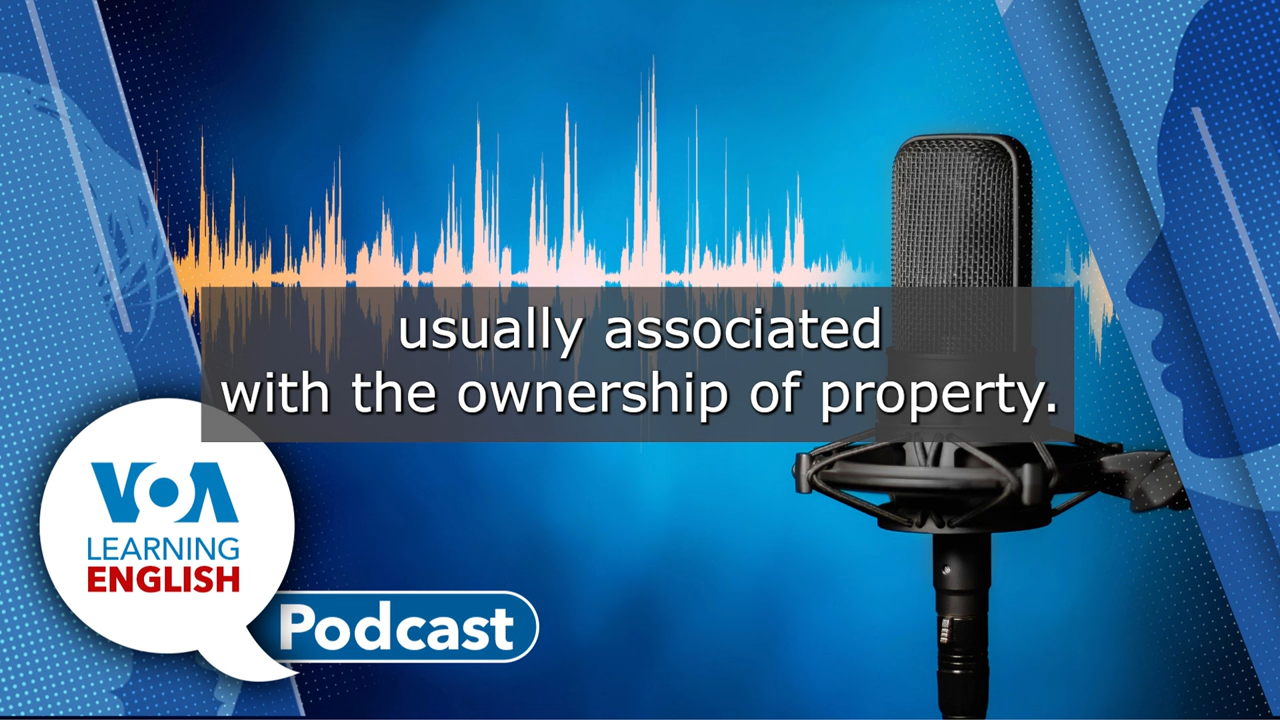 usually associated
with the ownership of property.
VOA
LEARNING
ENGLISH
Podcast